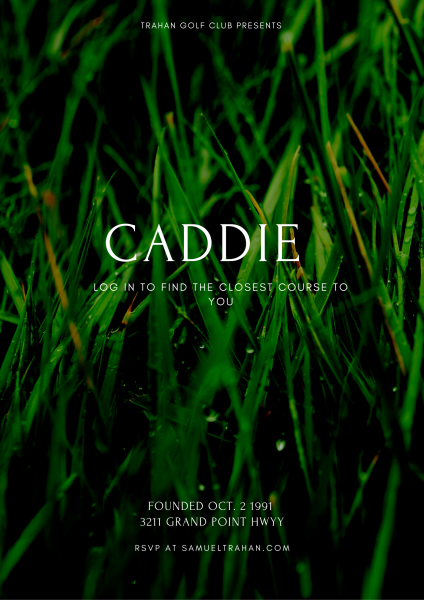 TRAHAN GOLF CLUB PRESENTS
CADDIE
LOG IN TO FIND THE CLOSEST COURSE TO
YOU
FOUNDED OCT. 2 1991
3211 GRAND POINT HWYY
RSVP AT SAMUELTRAHAN.COM